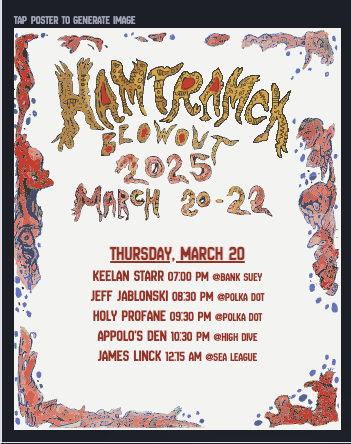 TAP POSTER TO GENERATE IMAGE
HAMTRAMCK
BLOWOUT
2025
MARCH 20-22
THURSDAY, MARCH 20
KEELAN STARR 07:00 PM @BANK SUEY
JEFF JABLONSKI 08:30 PM @POLKA DOT
HOLY PROFANE 09:30 PM @POLKA DOT
APPOLO'S DEN 10:30 PM @HIGH DIVE
JAMES LINCK 12:15 AM @SEA LEAGUE